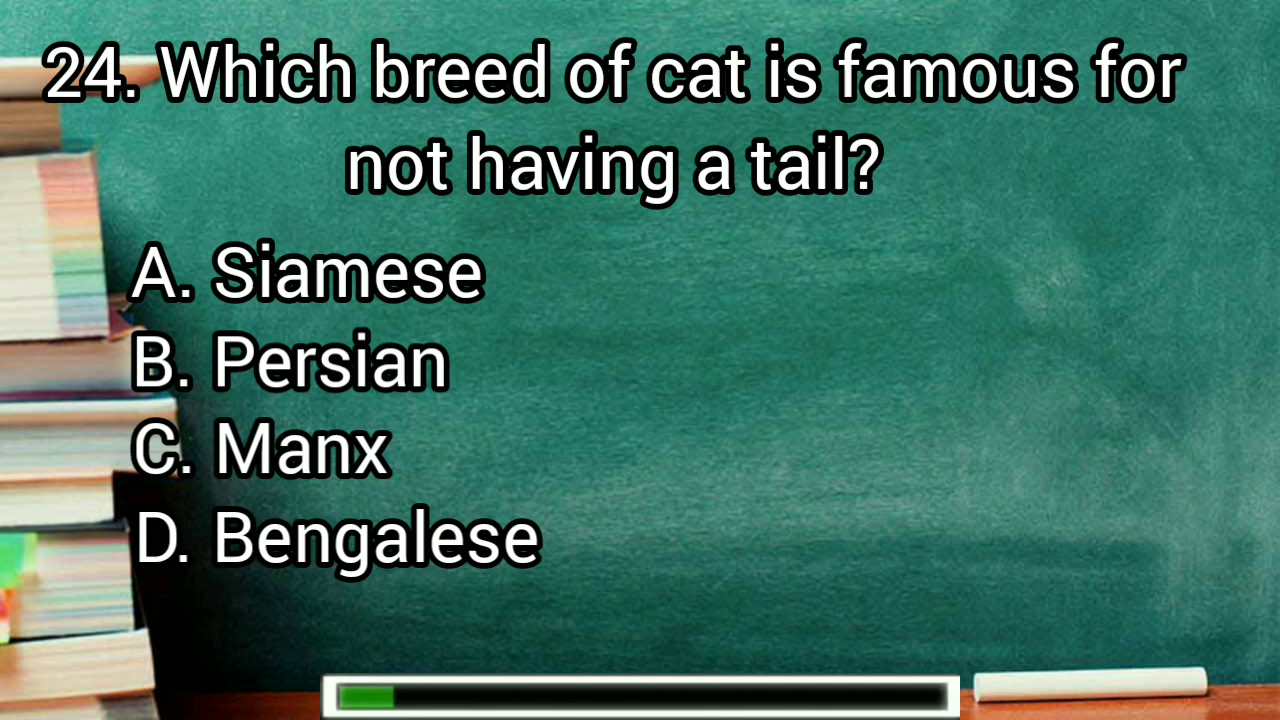 24. Which breed of cat is famous for
not having a tail?
A. Siamese
B. Persian
C. Manx
D. Bengalese